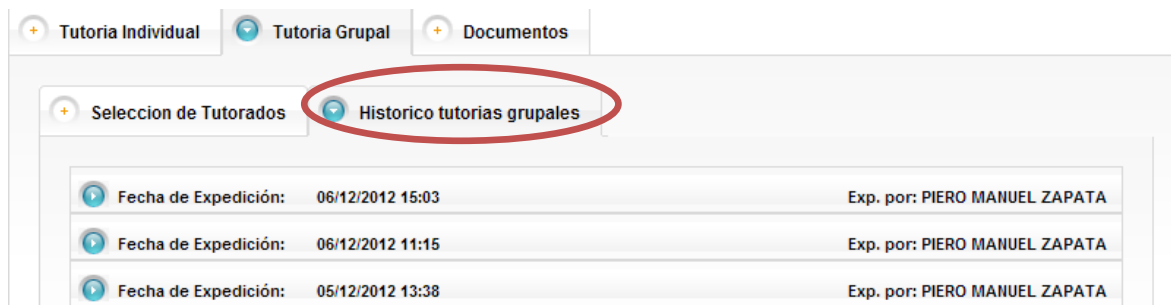 Tutoria Individual Tutoria Grupal Documentos
Seleccion de Tutorados Historico tutorias grupales
Fecha de Expedición: 06/12/2012 15:03 Exp. por: PIERO MANUEL ZAPATA
Fecha de Expedición: 06/12/2012 11:15 Exp. por: PIERO MANUEL ZAPATA
Fecha de Expedición: 05/12/2012 13:38 Exp. por: PIERO MANUEL ZAPATA